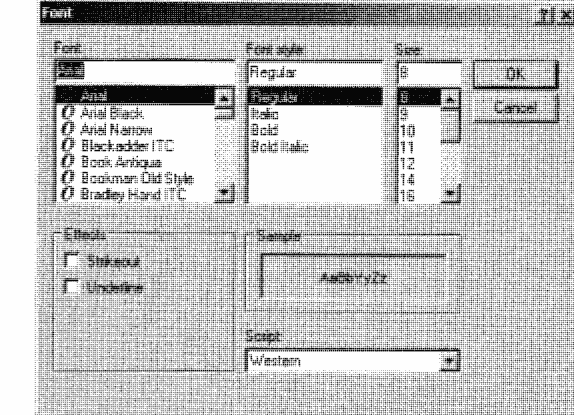 Font ? ×
Font: Font style: Size:
Arial Regular 8 OK
Arial Regular 8 Cancel
Arial Black Italic 9
Arial Narrow Bold 10
Blackadder ITC Bold Italic 11
Book Antiqua 12
Bookman Old Style 14
Bradley Hand ITC 16
Effects Sample
Strikeout AaBbYyZz
Underline
Script:
Western